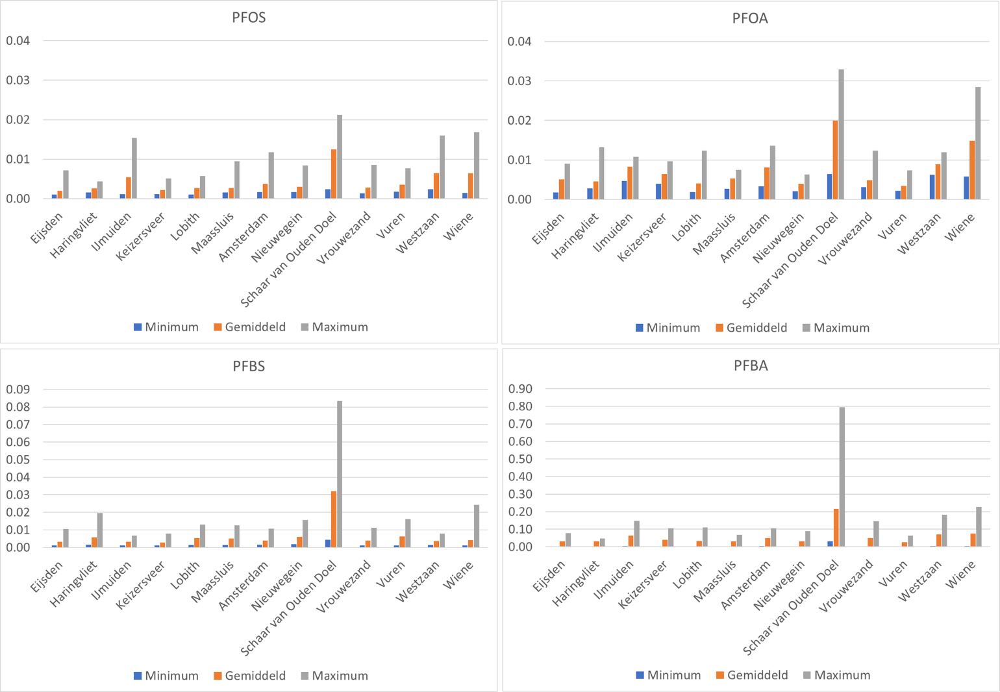 PFOS
0.04
0.03
0.02
0.01
0.00
Eijsden
Haringvliet
IJmuiden
Keizersveer
Lobith
Maassluis
Amsterdam
Nieuwegein
Schaar van Ouden Doel
Vrouwezand
Vuren
Westzaan
Wiene
Minimum Gemiddeld Maximum
PFOA
0.04
0.03
0.02
0.01
0.00
Eijsden
Haringvliet
IJmuiden
Keizersveer
Lobith
Maassluis
Amsterdam
Nieuwegein
Schaar van Ouden Doel
Vrouwezand
Vuren
Westzaan
Wiene
Minimum Gemiddeld Maximum
PFBS
0.09
0.08
0.07
0.06
0.05
0.04
0.03
0.02
0.01
0.00
Eijsden
Haringvliet
IJmuiden
Keizersveer
Lobith
Maassluis
Amsterdam
Nieuwegein
Schaar van Ouden Doel
Vrouwezand
Vuren
Westzaan
Wiene
Minimum Gemiddeld Maximum
PFBA
0.90
0.80
0.70
0.60
0.50
0.40
0.30
0.20
0.10
0.00
Eijsden
Haringvliet
IJmuiden
Keizersveer
Lobith
Maassluis
Amsterdam
Nieuwegein
Schaar van Ouden Doel
Vrouwezand
Vuren
Westzaan
Wiene
Minimum Gemiddeld Maximum